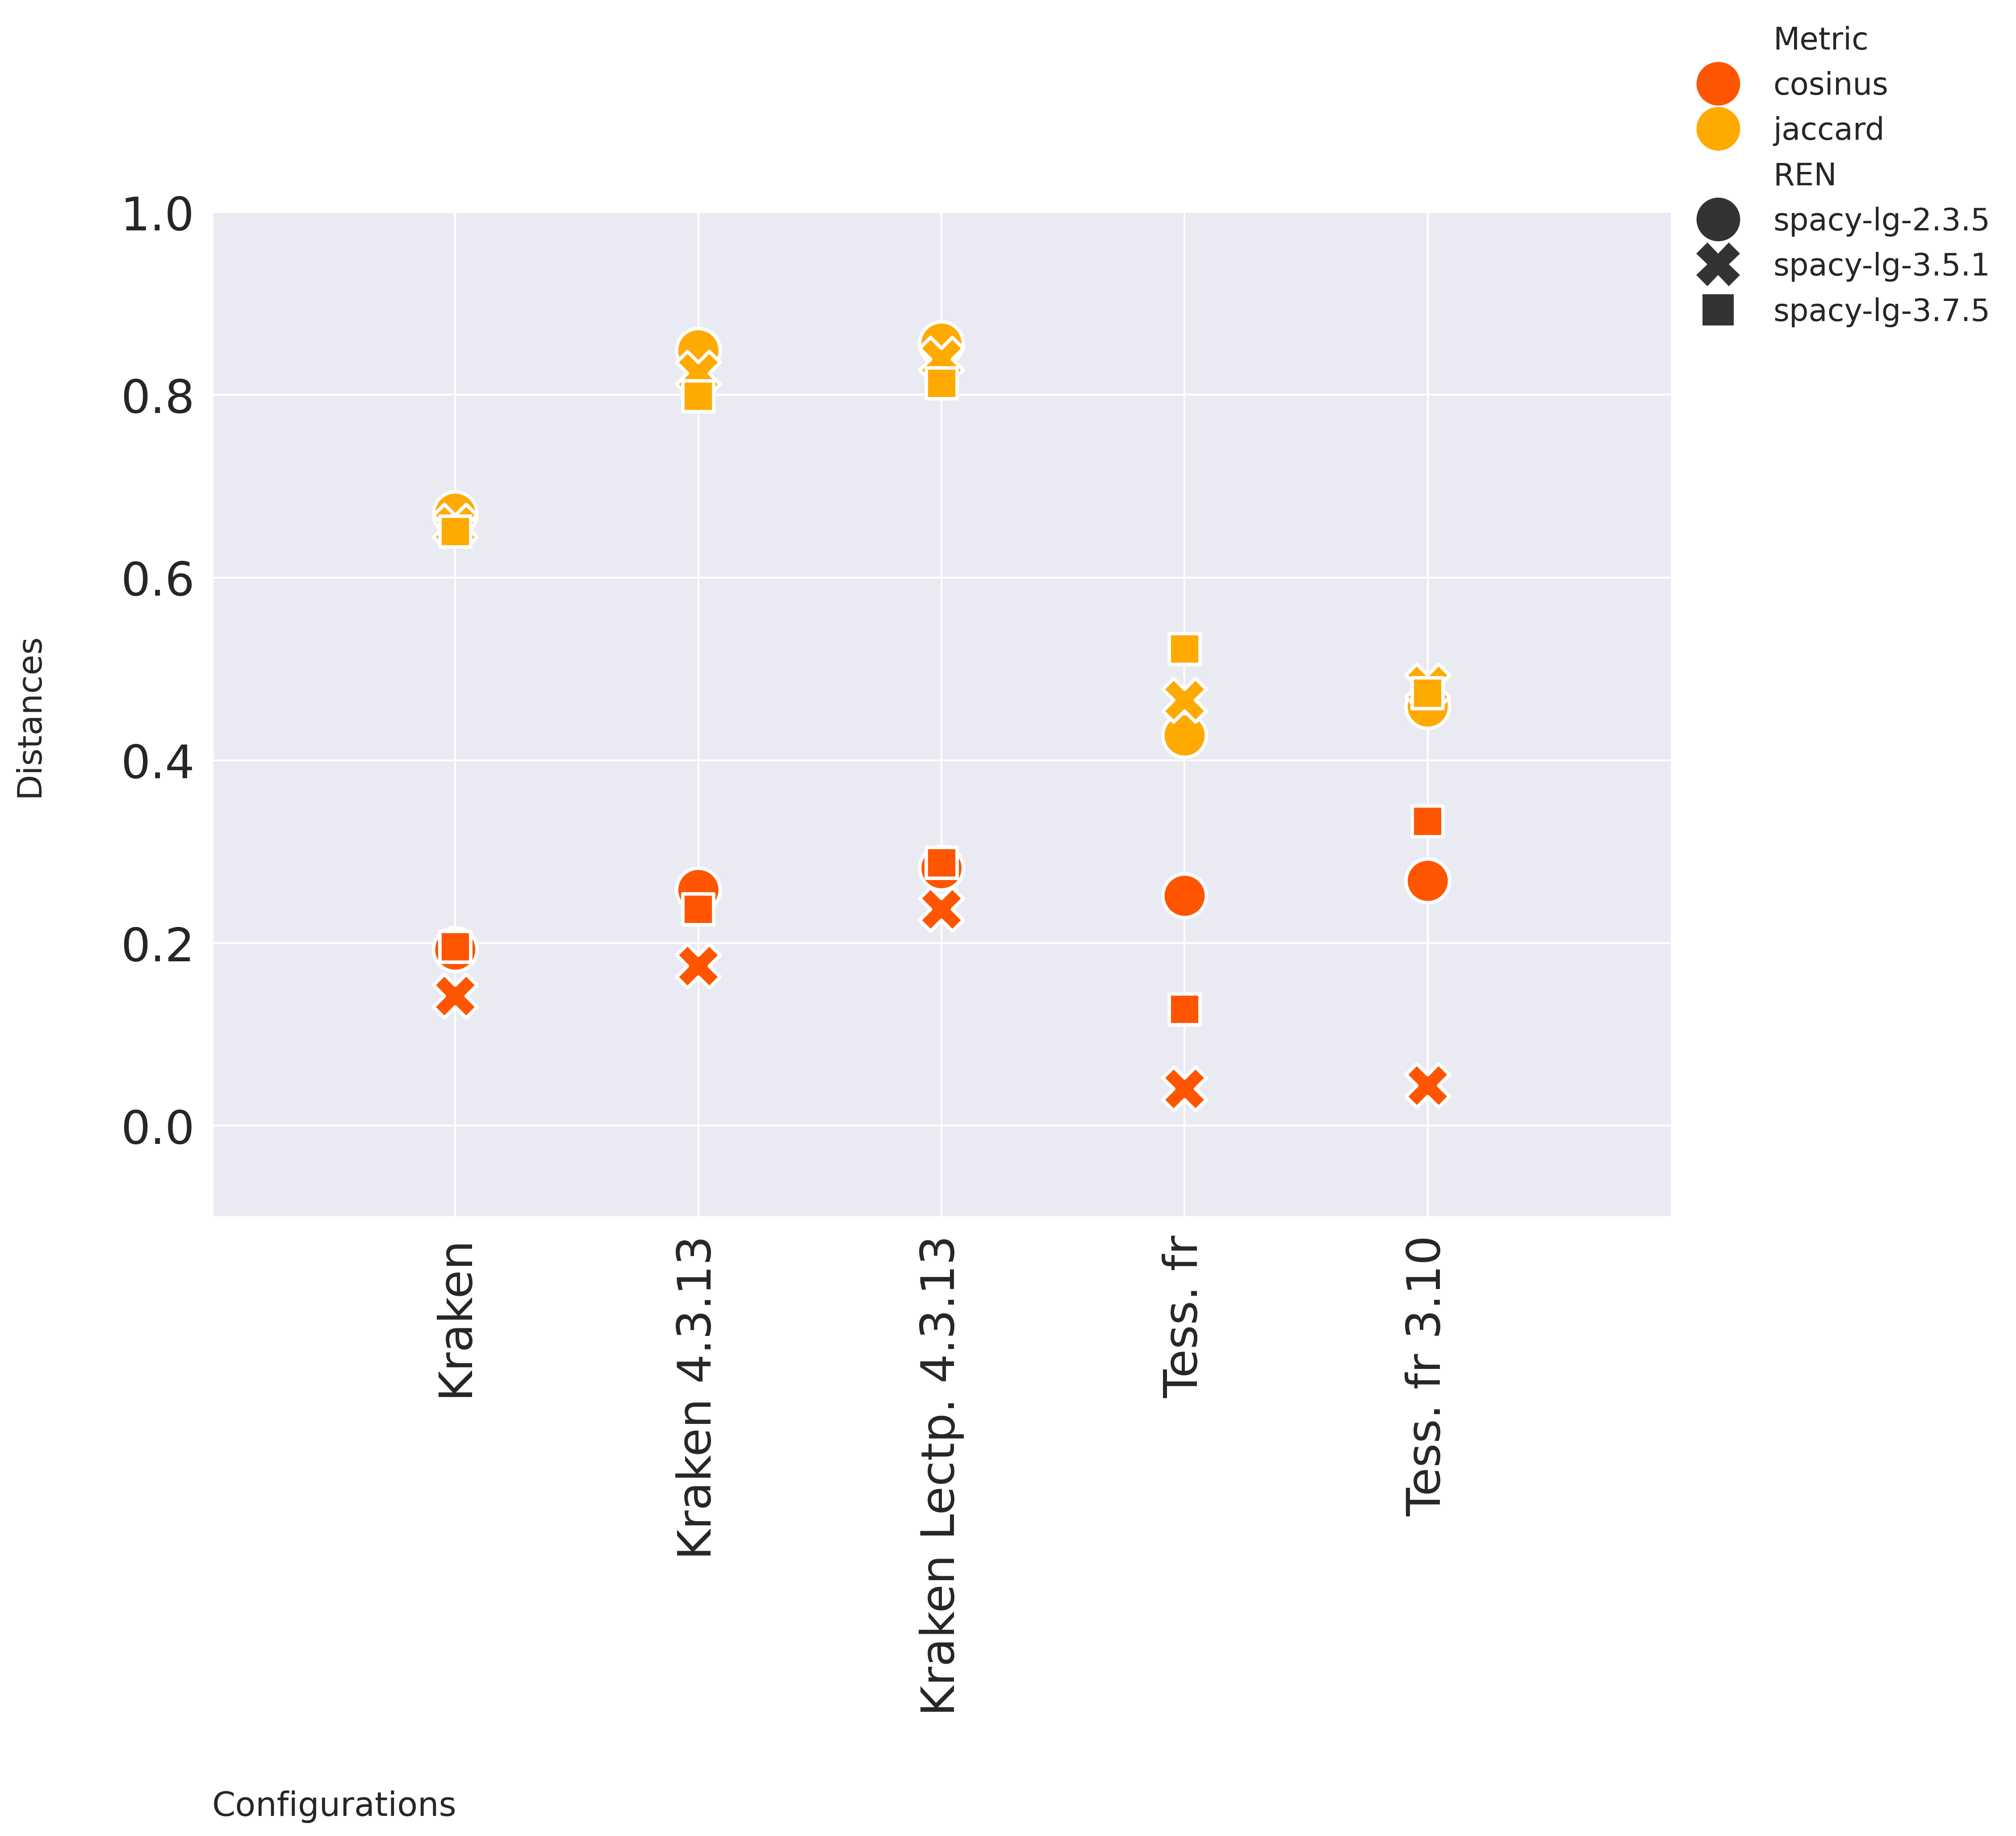 Metric
cosinus
jaccard
REN
spacy-lg-2.3.5
spacy-lg-3.5.1
spacy-lg-3.7.5
1.0
0.8
0.6
0.4
0.2
0.0
Distances
Kraken
Kraken 4.3.13
Kraken Lectp. 4.3.13
Tess. fr
Tess. fr 3.10
Configurations